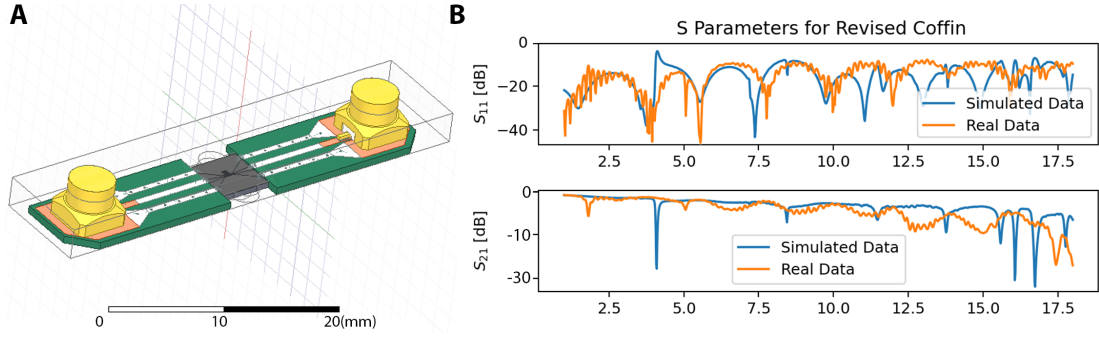 A
0
10
20(mm)
B
S Parameters for Revised Coffin
S11 [dB]
0
−20
−40
Simulated Data
Real Data
2.5 5.0 7.5 10.0 12.5 15.0 17.5
S21 [dB]
0
-10
-30
Simulated Data
Real Data
2.5 5.0 7.5 10.0 12.5 15.0 17.5